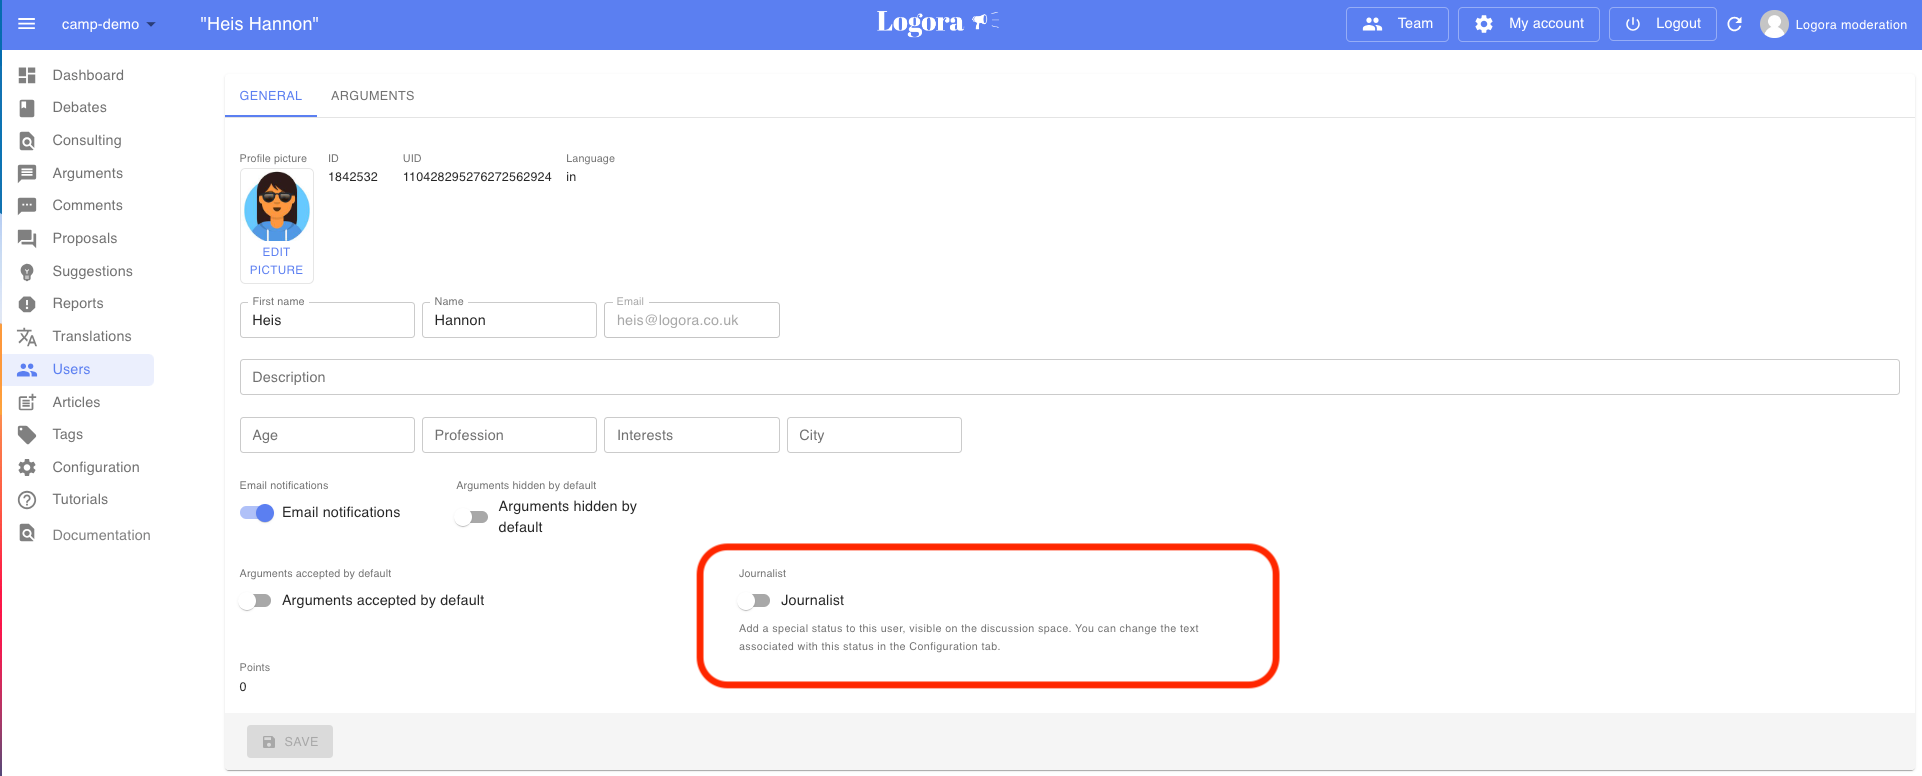 camp-demo
"Heis Hannon"
Logora
Team
My account
Logout
Logora moderation
Dashboard
Debates
Consulting
Arguments
Comments
Proposals
Suggestions
Reports
Translations
Users
Articles
Tags
Configuration
Tutorials
Documentation
GENERAL
ARGUMENTS
Profile picture
ID
UID
Language
1842532
110428295276272562924
in
EDIT
PICTURE
First name
Name
Email
Heis
Hannon
heis@logora.co.uk
Description
Age
Profession
Interests
City
Email notifications
Arguments hidden by default
Email notifications
Arguments hidden by
default
Arguments accepted by default
Arguments accepted by default
Journalist
Journalist
Add a special status to this user, visible on the discussion space. You can change the text
associated with this status in the Configuration tab.
Points
0
SAVE